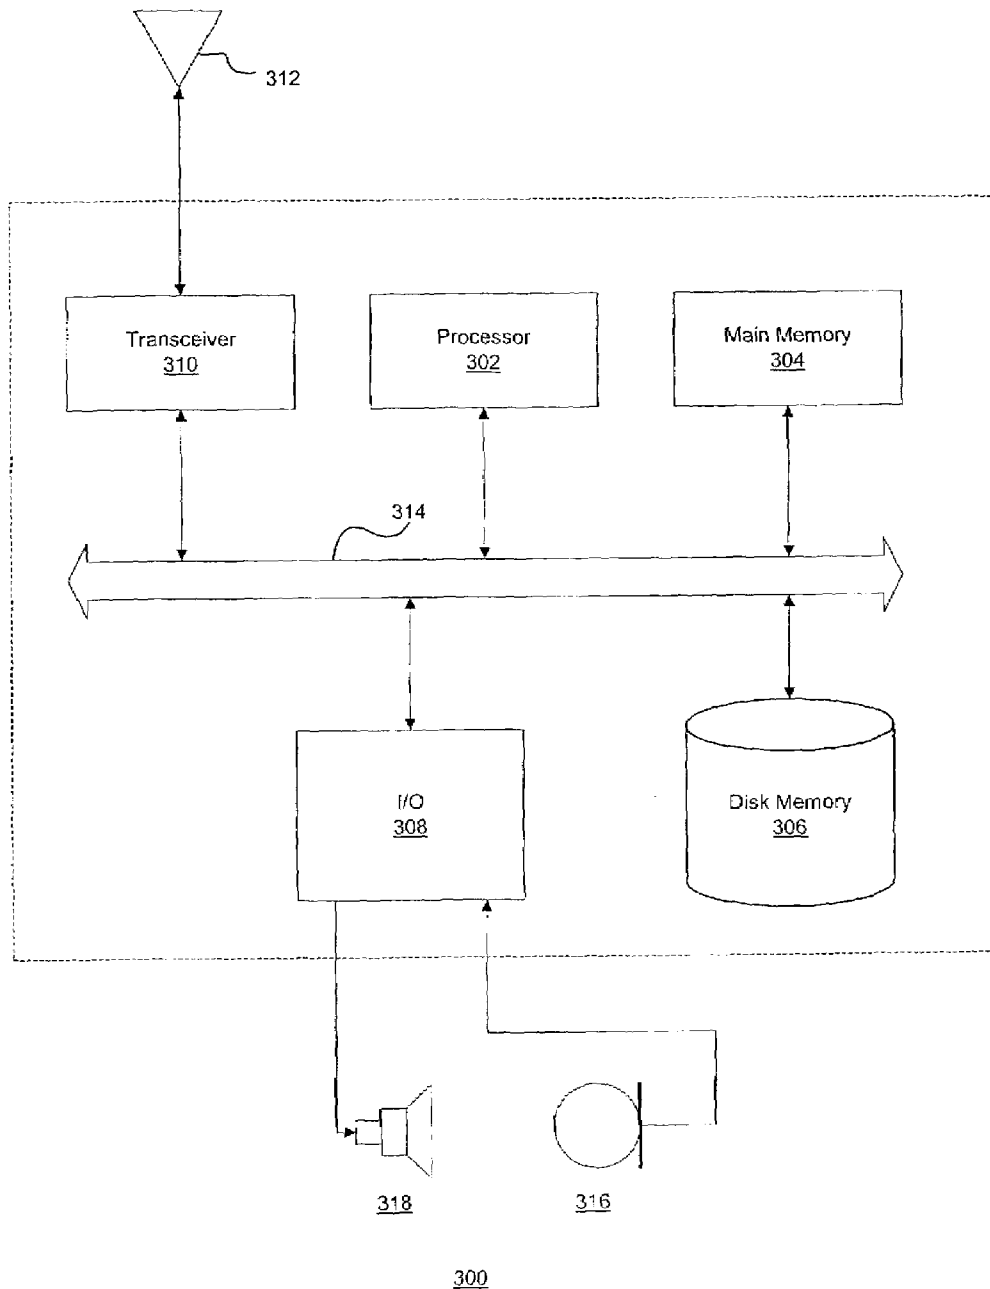 312
Transceiver
310
Processor
302
Main Memory
304
314
I/O
308
Disk Memory
306
318
316
300